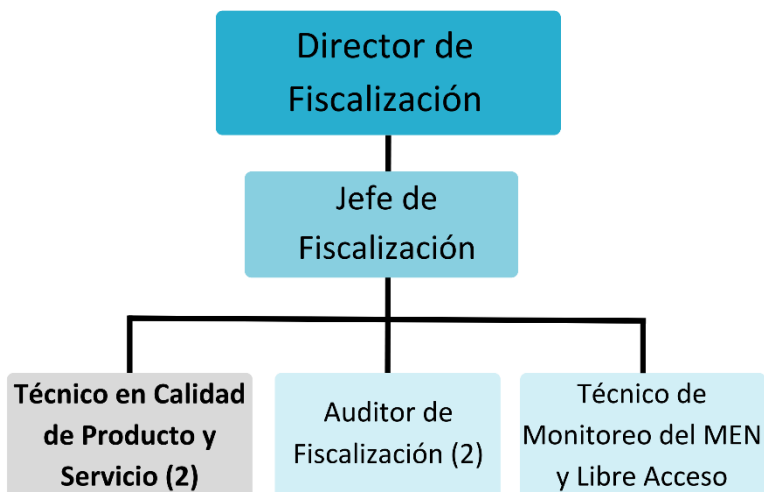 Director de
Fiscalización
Jefe de
Fiscalización
Técnico en Calidad
de Producto y
Servicio (2)
Auditor de
Fiscalización (2)
Técnico de
Monitoreo del MEN
y Libre Acceso